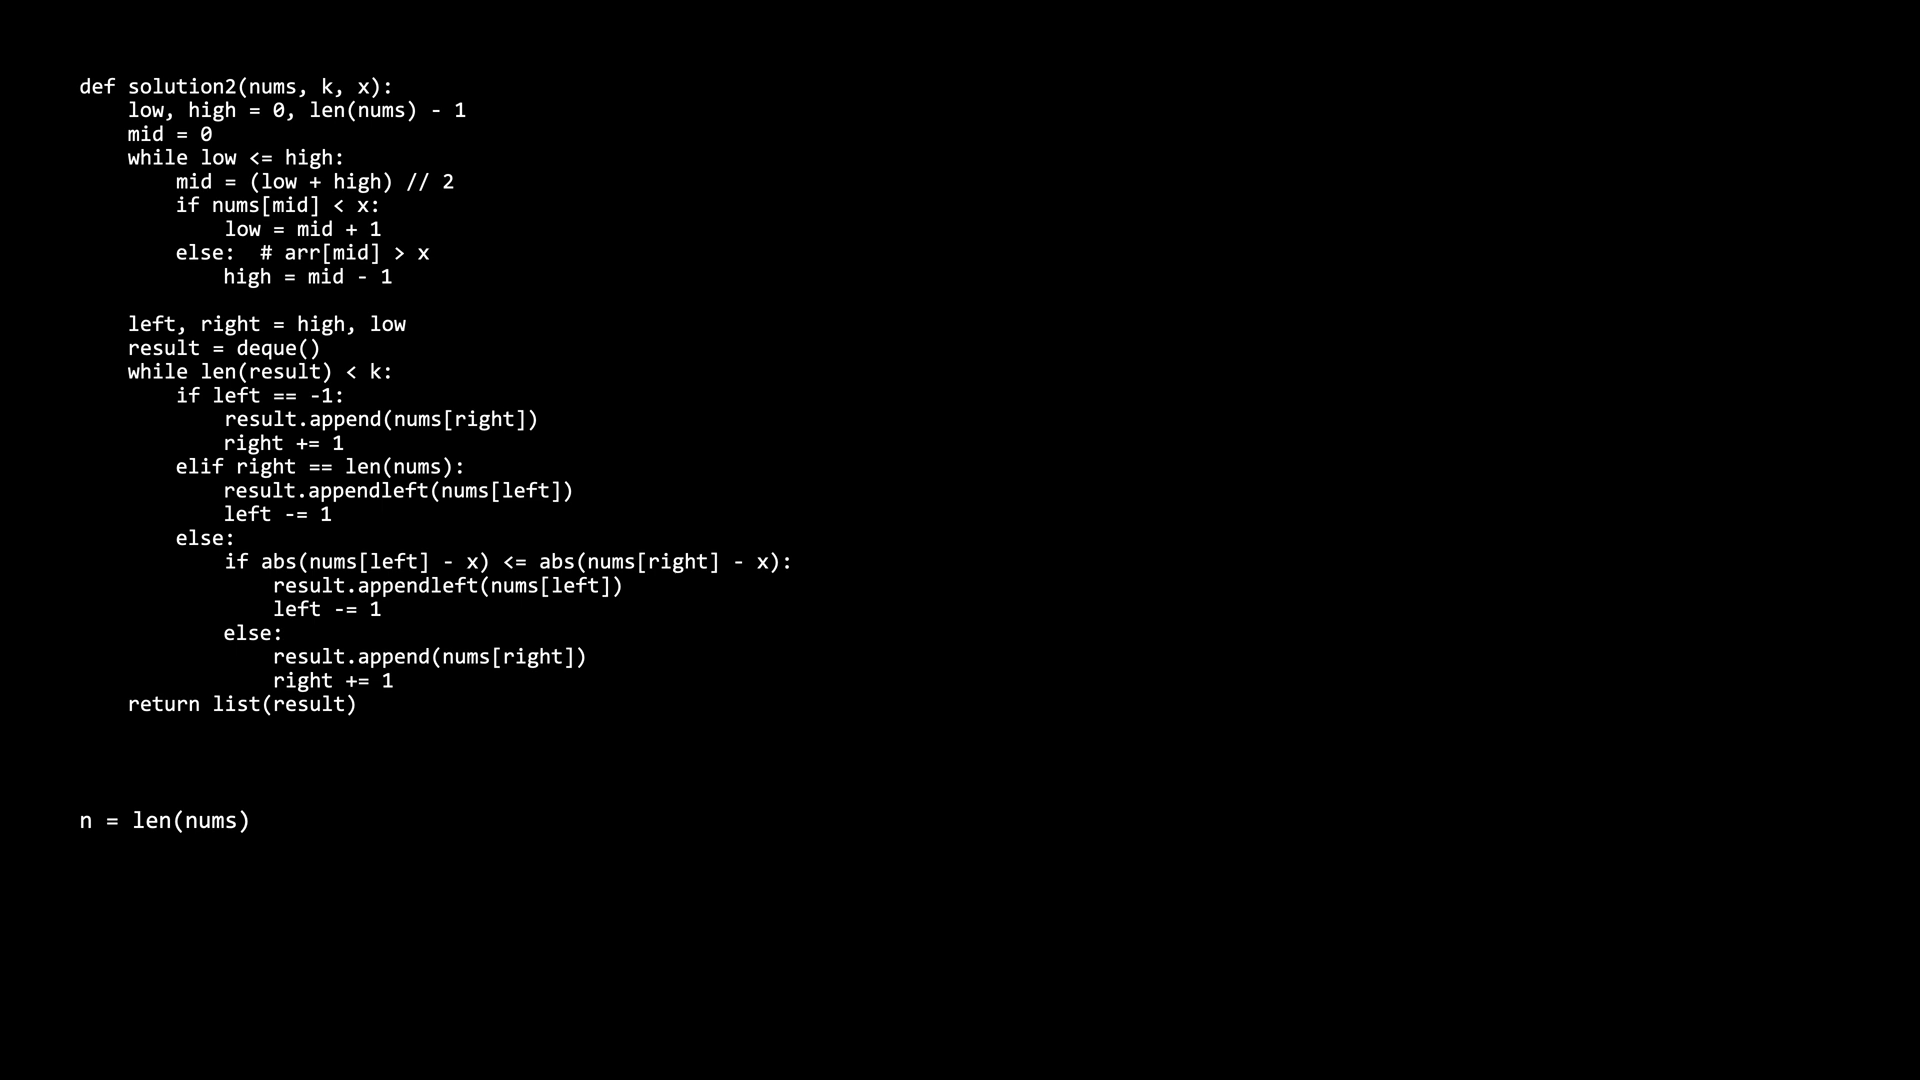 def solution2(nums, k, x):
    low, high = 0, len(nums) - 1
    mid = 0
    while low <= high:
        mid = (low + high) // 2
        if nums[mid] < x:
            low = mid + 1
        else:  # arr[mid] > x
            high = mid - 1

    left, right = high, low
    result = deque()
    while len(result) < k:
        if left == -1:
            result.append(nums[right])
            right += 1
        elif right == len(nums):
            result.appendleft(nums[left])
            left -= 1
        else:
            if abs(nums[left] - x) <= abs(nums[right] - x):
                result.appendleft(nums[left])
                left -= 1
            else:
                result.append(nums[right])
                right += 1
    return list(result)

n = len(nums)